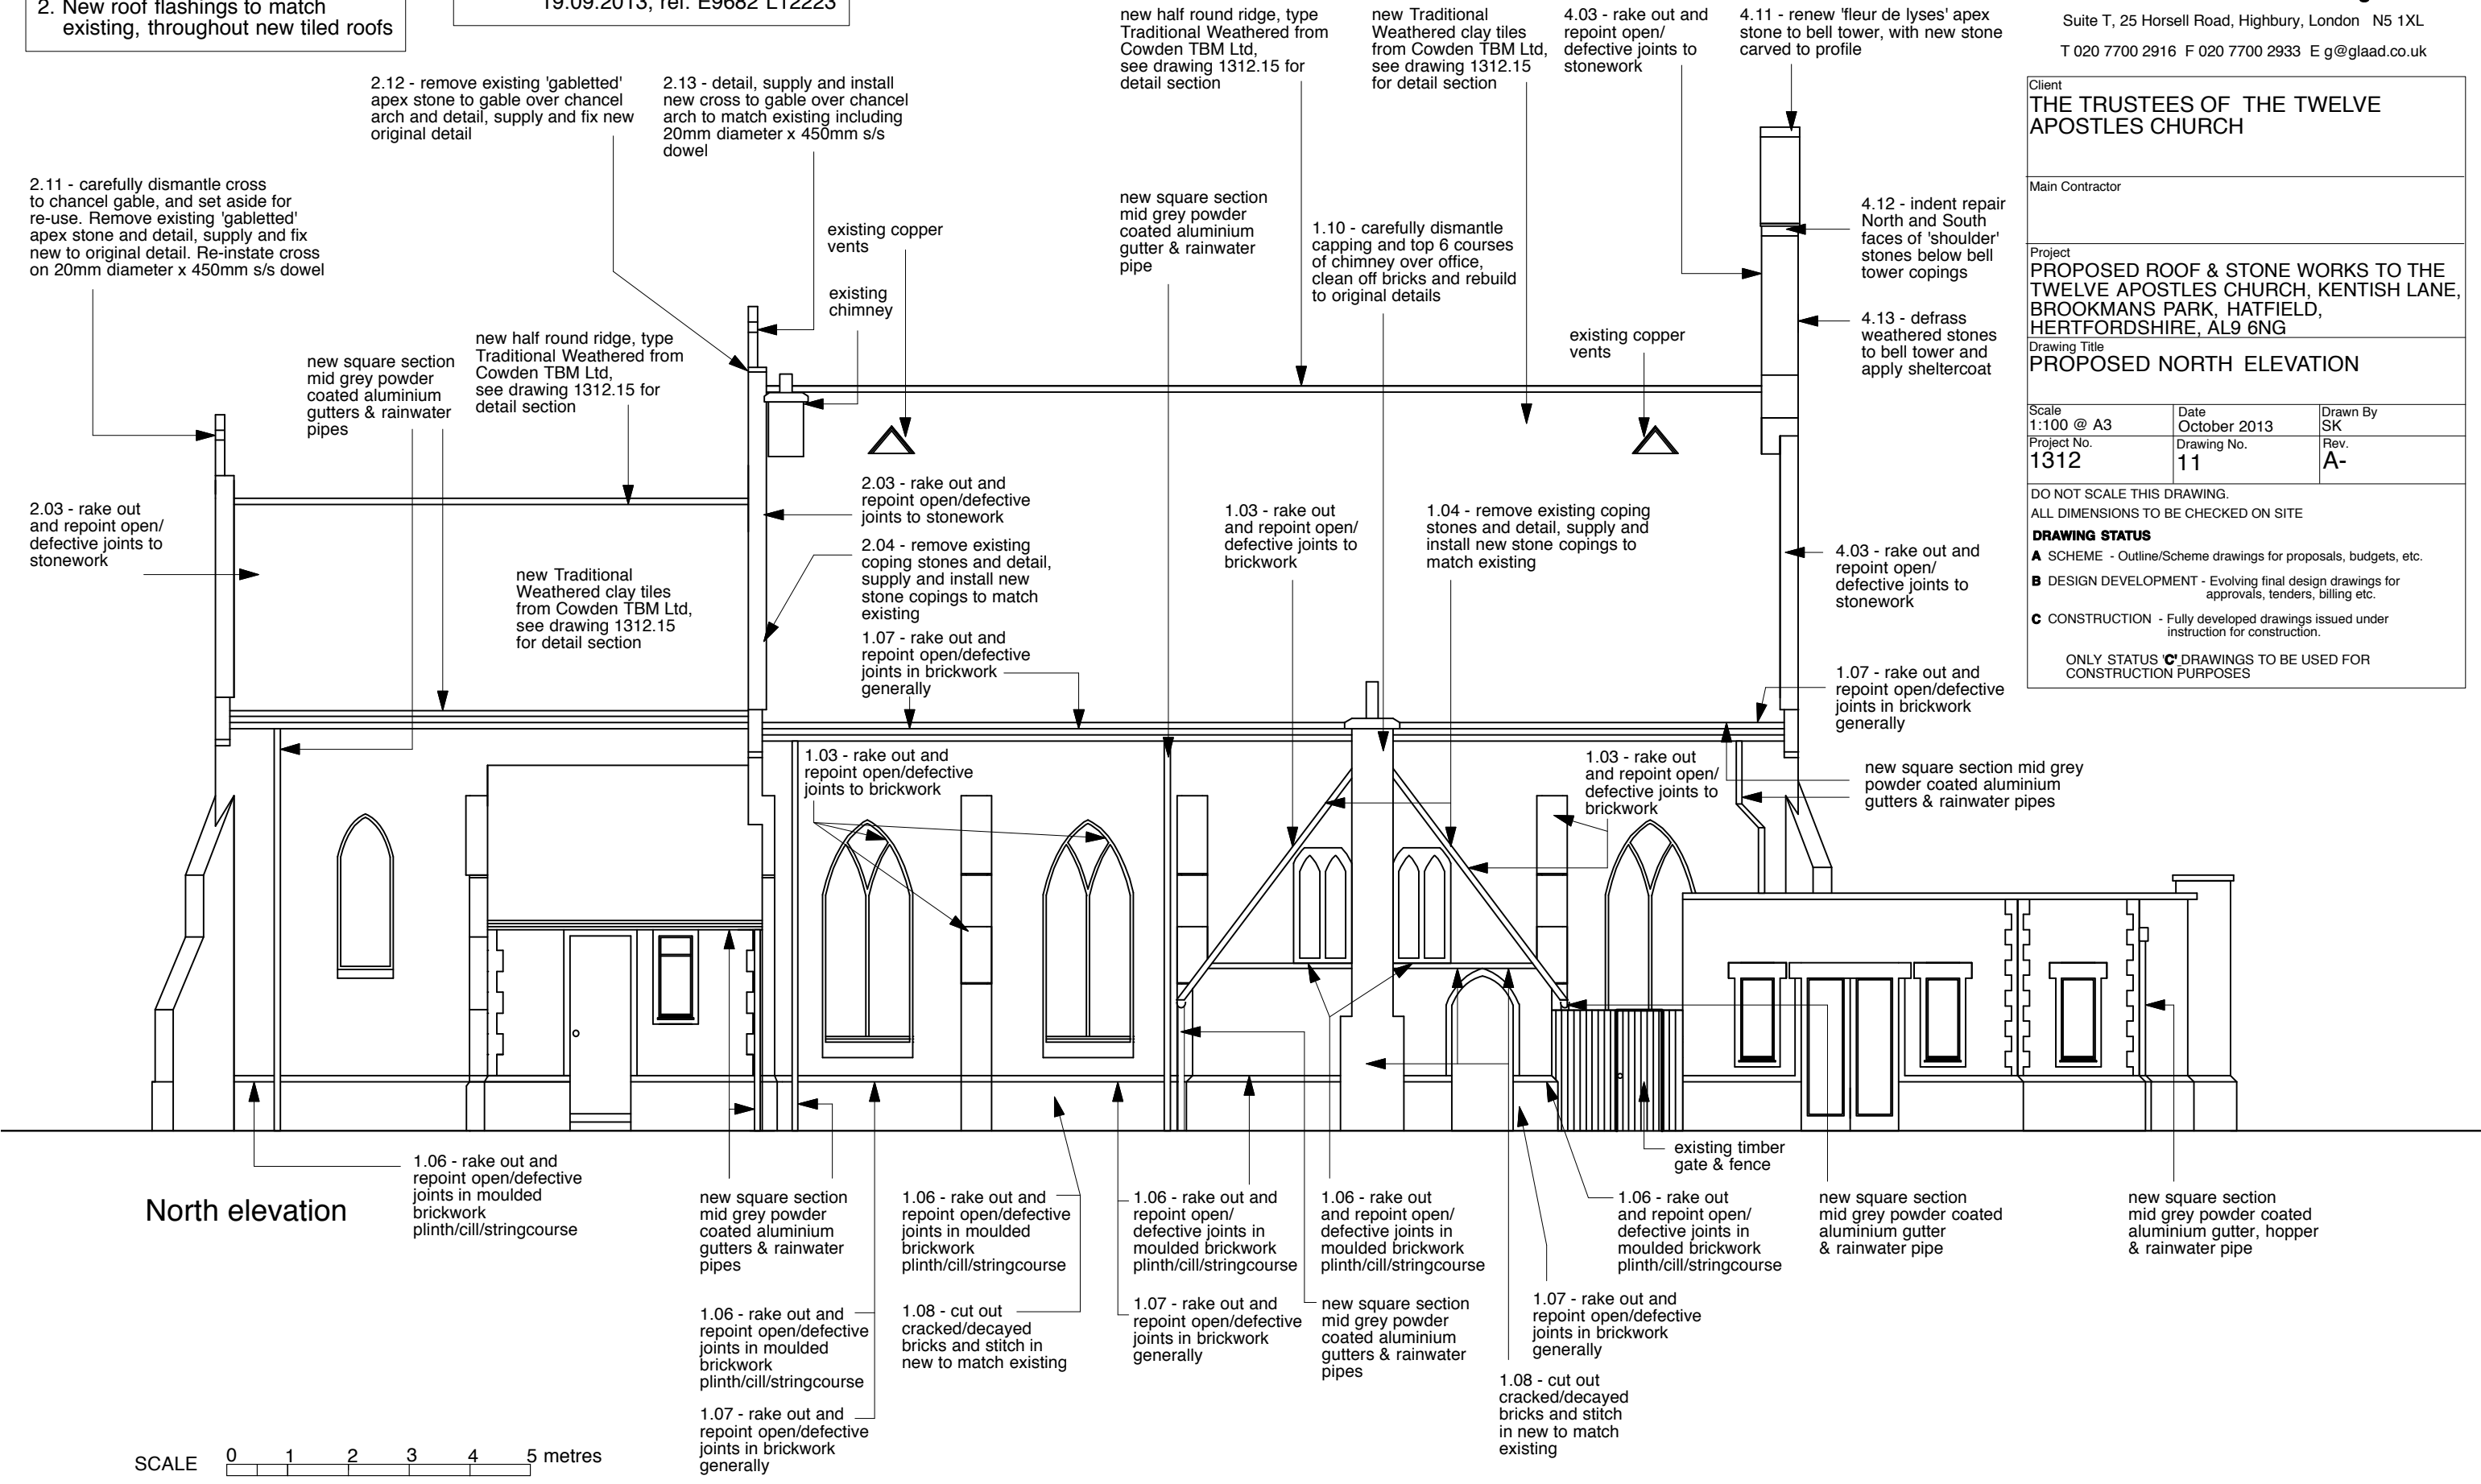 2. New roof flashings to match
existing, throughout new tiled roofs
19.09.2013, ref. E9682 L12223
2.12 - remove existing 'gabletted'
apex stone to gable over chancel
arch and detail, supply and fix new
original detail
2.13 - detail, supply and install
new cross to gable over chancel
arch to match existing including
20mm diameter x 450mm s/s
dowel
new half round ridge, type
Traditional Weathered from
Cowden TBM Ltd,
see drawing 1312.15 for
detail section
new Traditional
Weathered clay tiles
from Cowden TBM Ltd,
see drawing 1312.15
for detail section
4.03 - rake out and
repoint open/
defective joints to
stonework
4.11 - renew 'fleur de lyses' apex
stone to bell tower, with new stone
carved to profile
Suite T, 25 Horsell Road, Highbury, London N5 1XL
T 020 7700 2916 F 020 7700 2933 E g@glaad.co.uk
Client
THE TRUSTEES OF THE TWELVE
APOSTLES CHURCH
Main Contractor
Project
PROPOSED ROOF & STONE WORKS TO THE
TWELVE APOSTLES CHURCH, KENTISH LANE,
BROOKMANS PARK, HATFIELD,
HERTFORDSHIRE, AL9 6NG
Drawing Title
PROPOSED NORTH ELEVATION
Scale
1:100 @ A3
Date
October 2013
Drawn By
SK
Project No.
1312
Drawing No.
11
Rev.
A-
DO NOT SCALE THIS DRAWING.
ALL DIMENSIONS TO BE CHECKED ON SITE
DRAWING STATUS
A SCHEME - Outline/Scheme drawings for proposals, budgets, etc.
B DESIGN DEVELOPMENT - Evolving final design drawings for
approvals, tenders, billing etc.
C CONSTRUCTION - Fully developed drawings issued under
instruction for construction.
ONLY STATUS 'C' DRAWINGS TO BE USED FOR
CONSTRUCTION PURPOSES
2.11 - carefully dismantle cross
to chancel gable, and set aside for
re-use. Remove existing 'gabletted'
apex stone and detail, supply and fix
new to original detail. Re-instate cross
on 20mm diameter x 450mm s/s dowel
existing copper
vents
existing
chimney
new square section
mid grey powder
coated aluminium
gutter & rainwater
pipe
1.10 - carefully dismantle
capping and top 6 courses
of chimney over office,
clean off bricks and rebuild
to original details
4.12 - indent repair
North and South
faces of 'shoulder'
stones below bell
tower copings
existing copper
vents
4.13 - defrass
weathered stones
to bell tower and
apply sheltercoat
new square section
mid grey powder
coated aluminium
gutters & rainwater
pipes
new half round ridge, type
Traditional Weathered from
Cowden TBM Ltd,
see drawing 1312.15 for
detail section
2.03 - rake out
and repoint open/
defective joints to
stonework
new Traditional
Weathered clay tiles
from Cowden TBM Ltd,
see drawing 1312.15
for detail section
2.03 - rake out and
repoint open/defective
joints to stonework
2.04 - remove existing
coping stones and detail,
supply and install new
stone copings to match
existing
1.07 - rake out and
repoint open/defective
joints in brickwork
generally
1.03 - rake out
and repoint open/
defective joints to
brickwork
1.04 - remove existing coping
stones and detail, supply and
install new stone copings to
match existing
4.03 - rake out and
repoint open/
defective joints to
stonework
1.07 - rake out and
repoint open/defective
joints in brickwork
generally
1.03 - rake out and
repoint open/defective
joints to brickwork
1.03 - rake out
and repoint open/
defective joints to
brickwork
new square section mid grey
powder coated aluminium
gutters & rainwater pipes
existing timber
gate & fence
North elevation
1.06 - rake out and
repoint open/defective
joints in moulded
brickwork
plinth/cill/stringcourse
new square section
mid grey powder
coated aluminium
gutters & rainwater
pipes
1.06 - rake out and
repoint open/defective
joints in moulded
brickwork
plinth/cill/stringcourse
1.06 - rake out and
repoint open/
defective joints in
moulded brickwork
plinth/cill/stringcourse
1.06 - rake out
and repoint open/
defective joints in
moulded brickwork
plinth/cill/stringcourse
1.06 - rake out
and repoint open/
defective joints in
moulded brickwork
plinth/cill/stringcourse
new square section
mid grey powder coated
aluminium gutter
& rainwater pipe
new square section
mid grey powder coated
aluminium gutter, hopper
& rainwater pipe
1.06 - rake out and
repoint open/defective
joints in moulded
brickwork
plinth/cill/stringcourse
1.08 - cut out
cracked/decayed
bricks and stitch in
new to match existing
1.07 - rake out and
repoint open/defective
joints in brickwork
generally
new square section
mid grey powder
coated aluminium
gutters & rainwater
pipes
1.07 - rake out and
repoint open/defective
joints in brickwork
generally
1.08 - cut out
cracked/decayed
bricks and stitch
in new to match
existing
1.07 - rake out and
repoint open/defective
joints in brickwork
generally
SCALE 0 1 2 3 4 5 metres